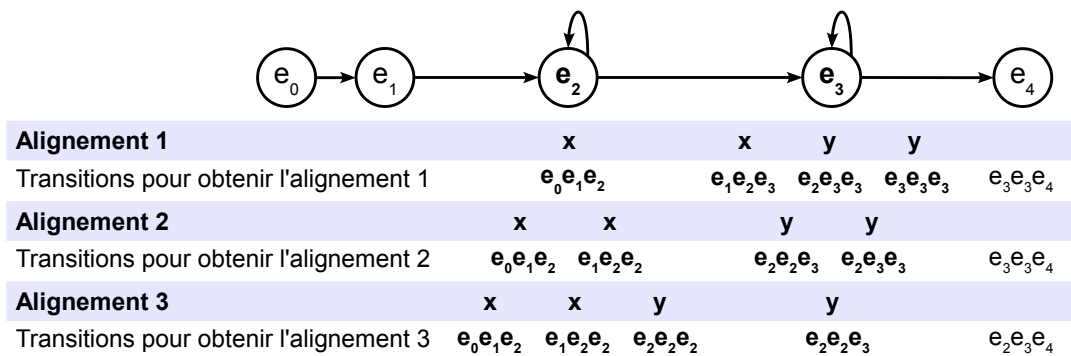 e₀ e₁ e₂ e₃ e₄
Alignement 1 x x y y
Transitions pour obtenir l'alignement 1 e₀e₁e₂ e₁e₂e₃ e₂e₃e₃ e₃e₃e₃ e₃e₃e₄
Alignement 2 x x y y
Transitions pour obtenir l'alignement 2 e₀e₁e₂ e₁e₂e₂ e₂e₂e₃ e₂e₃e₃ e₃e₃e₄
Alignement 3 x x y y
Transitions pour obtenir l'alignement 3 e₀e₁e₂ e₁e₂e₂ e₂e₂e₂ e₂e₂e₃ e₂e₃e₄